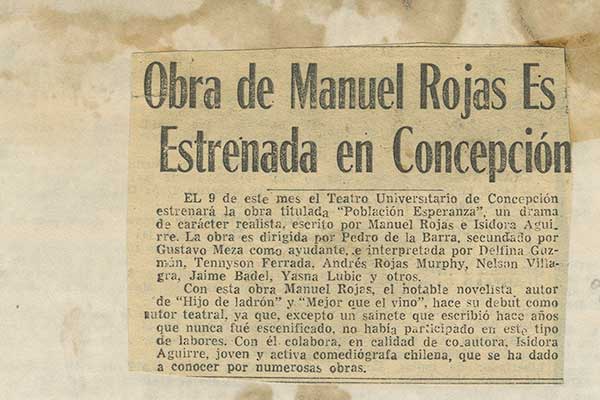 Obra de Manuel Rojas Es
Estrenada en Concepción
EL 9 de este mes el Teatro Universitario de Concepción
estrenará la obra titulada "Población Esperanza", un drama
de carácter realista, escrito por Manuel Rojas e Isidora Agui.
rre. La obra es dirigida por Pedro de la Barra, secundado por
Gustavo Meza como ayudante, e interpretada por Delfina Guz-
mán, Tennyson Ferrada, Andrés Rojas Murphy, Nelson Villa-
gra, Jaime Badel, Yasna Lubic y otros.
Con esta obra Manuel Rojas, el notable novelista, autor
de "Hijo de ladrón" y "Mejor que el vino", hace su debut como
autor teatral, ya que, excepto un sainete que escribió hace años
que nunca fué escenificado, no había participado en este tipo
de labores. Con él colabora, en calidad de co.autora, Isidora
Aguirre, joven y activa comediógrafa chilena, que se ha dado
a conocer por numerosas obras.